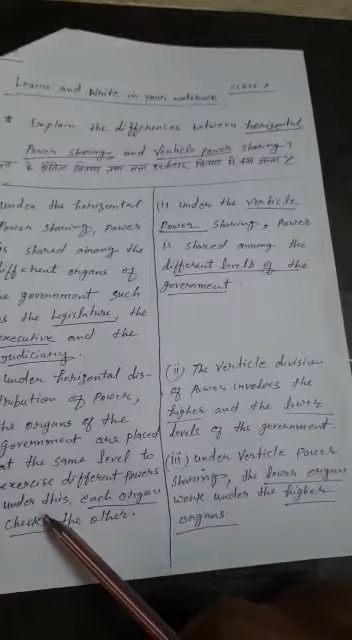 Learn and Write in your notebook CLASS X
* Explain the differences between horizental
Power sharing and Verticle power sharing?
under the horizental
Power sharing, Power
is shared among the
different organs of
the government such
as the Legislature, the
executive and the
Judiciary.
under horizental dis-
tribution of Power,
the organs of the
government are placed
at the same level to
exercise different Powers
under this, each organ
checks the other.
(i) under the verticle
Power sharing, Power
is shared among the
different levels of the
government.
(ii) The verticle division
of Power involves the
higher and the lower
levels of the government.
(iii) under verticle Power
sharing, the lower organs
work under the higher
organs.